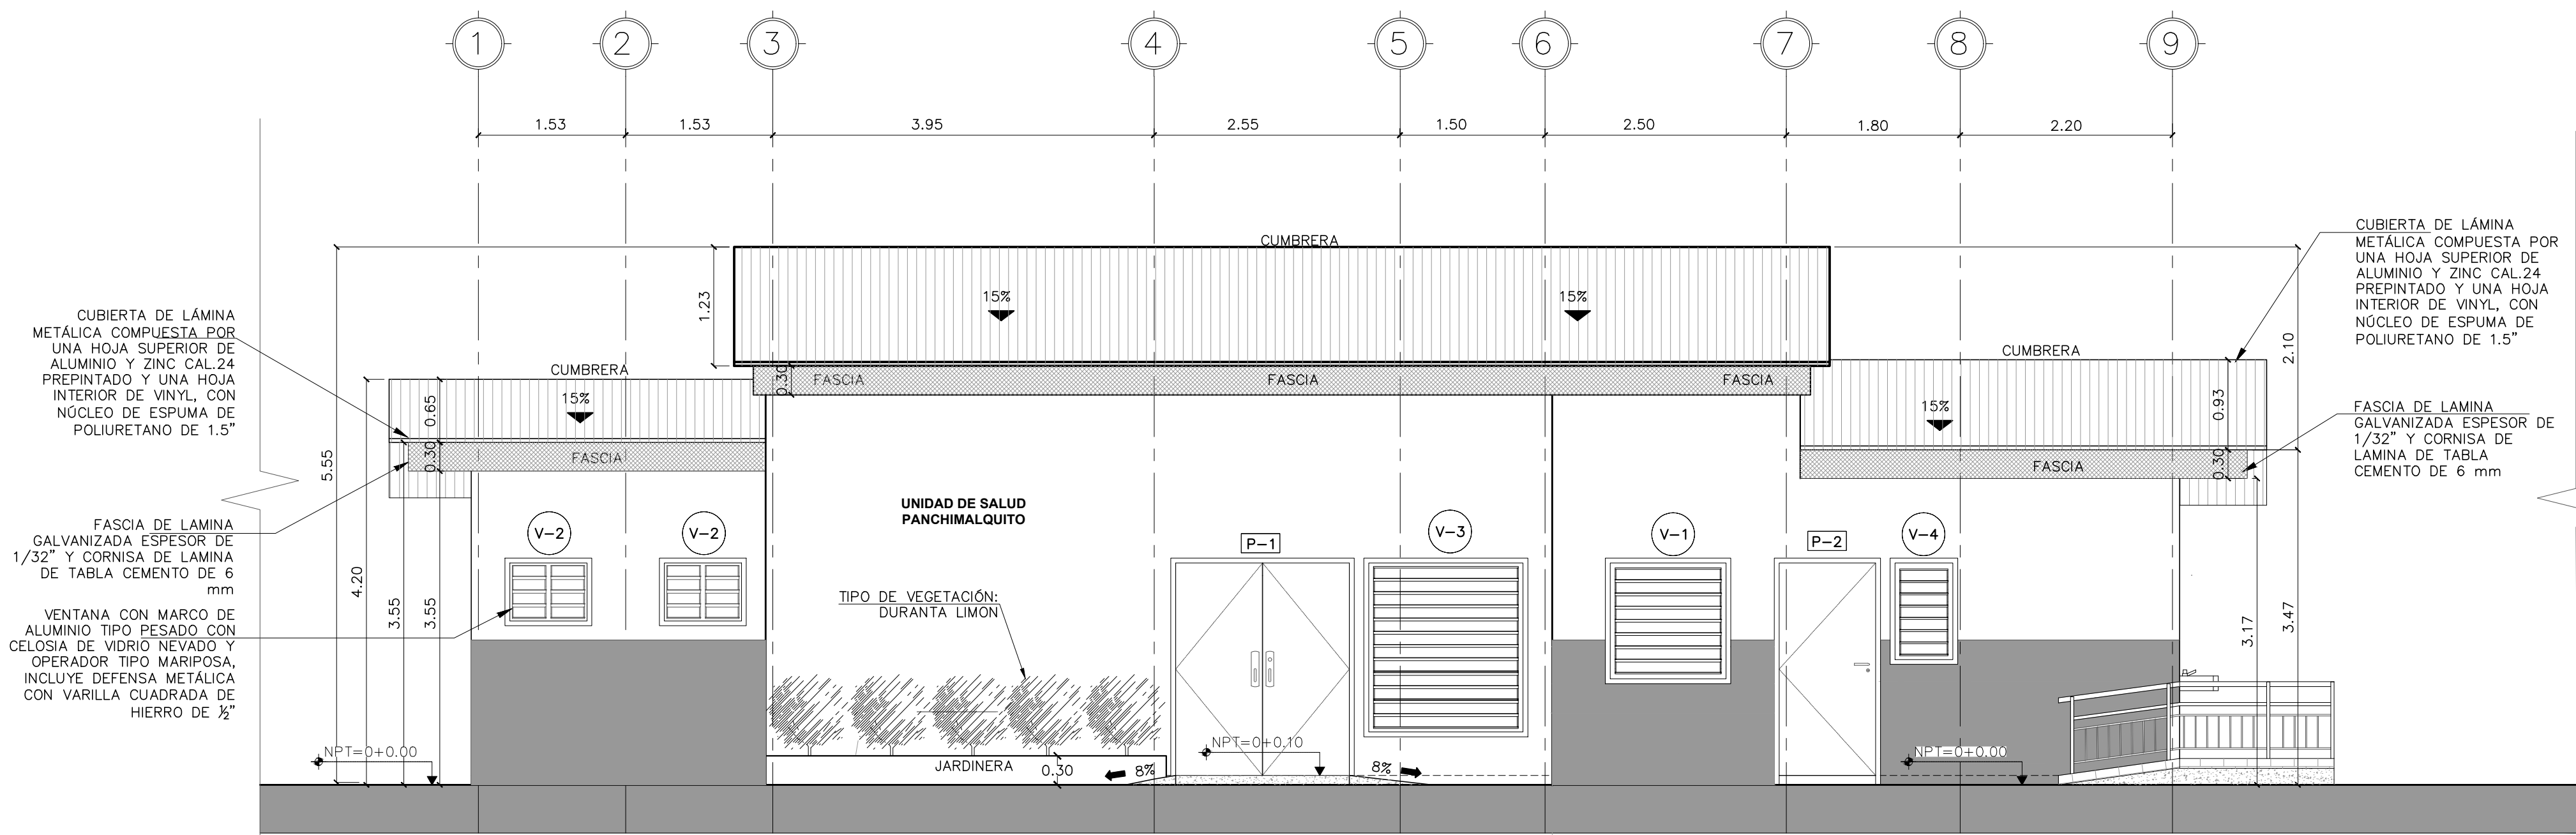 1 2 3 4 5 6 7 8 9
1.53 1.53 3.95 2.55 1.50 2.50 1.80 2.20
CUMBRERA
1.23
15% 15%
0.30 FASCIA FASCIA FASCIA
CUBIERTA DE LÁMINA
METÁLICA COMPUESTA POR
UNA HOJA SUPERIOR DE
ALUMINIO Y ZINC CAL.24
PREPINTADO Y UNA HOJA
INTERIOR DE VINYL, CON
NÚCLEO DE ESPUMA DE
POLIURETANO DE 1.5”
FASCIA DE LAMINA
GALVANIZADA ESPESOR DE
1/32” Y CORNISA DE LAMINA
DE TABLA CEMENTO DE 6
mm
VENTANA CON MARCO DE
ALUMINIO TIPO PESADO CON
CELOSIA DE VIDRIO NEVADO Y
OPERADOR TIPO MARIPOSA,
INCLUYE DEFENSA METÁLICA
CON VARILLA CUADRADA DE
HIERRO DE ½”
5.55
4.20
3.55
3.55
0.65
0.30
CUMBRERA
15%
FASCIA
V-2 V-2
NPT=0+0.00
UNIDAD DE SALUD
PANCHIMALQUITO
TIPO DE VEGETACIÓN:
DURANTA LIMON
JARDINERA
0.30
8%
P-1
NPT=0+0.10
8%
V-3
V-1
P-2
V-4
NPT=0+0.00
CUMBRERA
15%
0.93
0.30
FASCIA
2.10
3.17
3.47
CUBIERTA DE LÁMINA
METÁLICA COMPUESTA POR
UNA HOJA SUPERIOR DE
ALUMINIO Y ZINC CAL.24
PREPINTADO Y UNA HOJA
INTERIOR DE VINYL, CON
NÚCLEO DE ESPUMA DE
POLIURETANO DE 1.5”
FASCIA DE LAMINA
GALVANIZADA ESPESOR DE
1/32” Y CORNISA DE
LAMINA DE TABLA
CEMENTO DE 6 mm